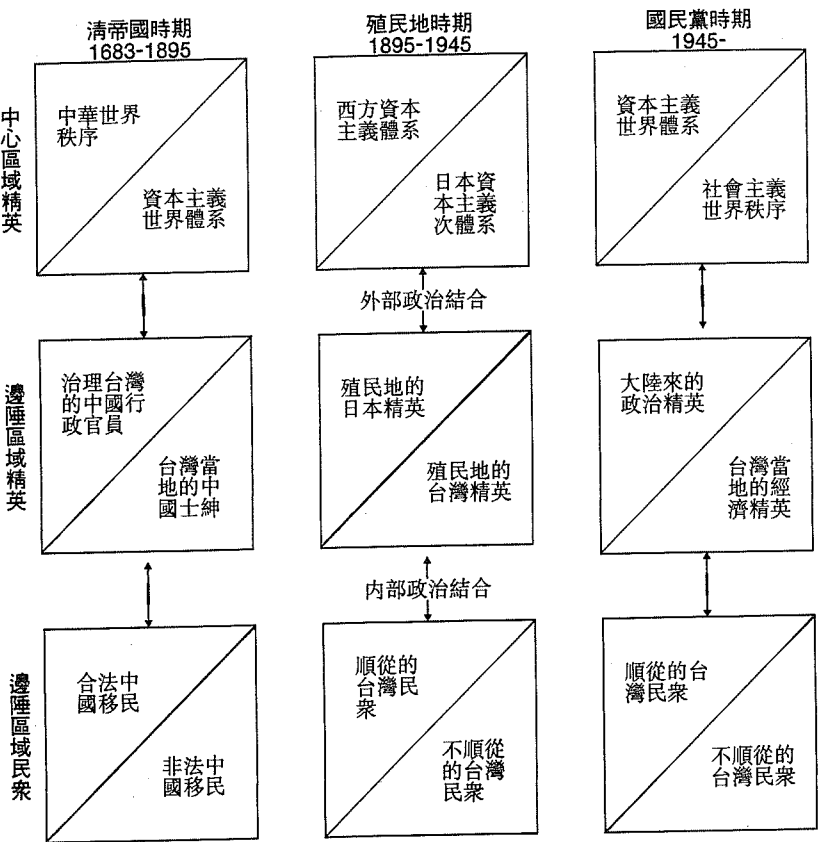 清帝國時期
1683-1895
殖民地時期
1895-1945
國民黨時期
1945-
中心區域精英
中華世界
秩序
資本主義
世界體系
西方資本
主義體系
日本資
本主義
次體系
資本主義
世界體系
社會主義
世界秩序
外部政治結合
邊陲區域精英
治理台灣
的中國行
政官員
台灣當
地的中
國士紳
殖民地的
日本精英
殖民地的
台灣精英
大陸來的
政治精英
台灣當
地的經
濟精英
内部政治結合
邊陲區域民衆
合法中
國移民
非法中
國移民
順從的
台灣民
衆
不順從
的台灣
民衆
順從的台
灣民衆
不順從的
台灣民衆